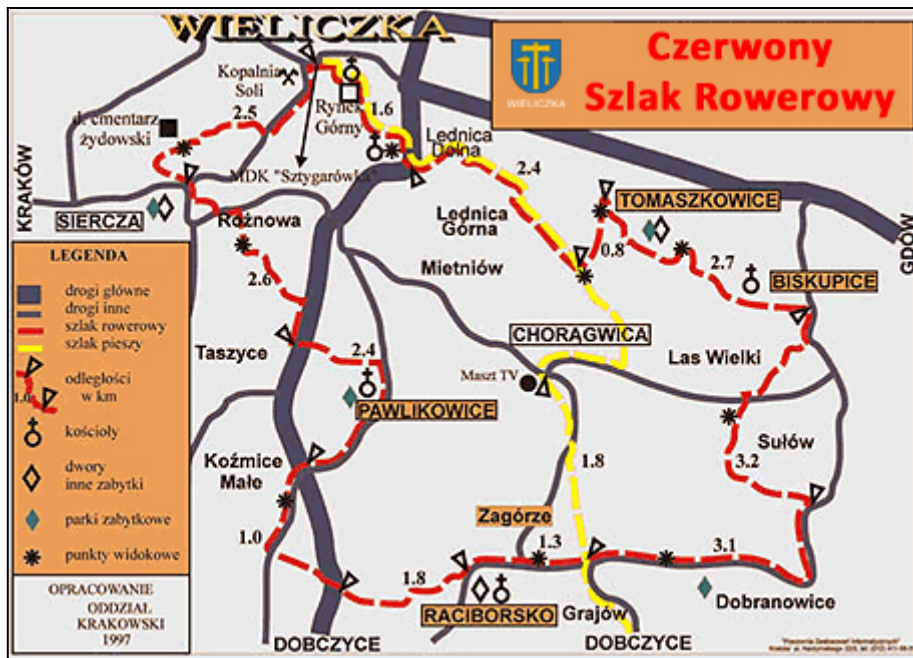 WIELICZKA
Czerwony
Szlak Rowerowy
WIELICZKA
Kopalnia
Soli
Rynek
Górny
1.6
2.5
d. cmentarz
żydowski
Lednica
Dolna
2.4
MDK "Sztygarówka"
KRAKÓW
SIERCZA
TOMASZKOWICE
Lednica
Górna
0.8
GDÓW
Rożnowa
2.7
BISKUPICE
Mietniów
2.6
CHORĄGWICA
Las Wielki
Taszyce
2.4
Maszt TV
PAWLIKOWICE
Sułów
Koźmice
Małe
1.8
3.2
Zagórze
1.0
1.3
3.1
1.8
RACIBORSKO
Grajów
Dobranowice
DOBCZYCE
DOBCZYCE
LEGENDA
drogi główne
drogi inne
szlak rowerowy
szlak pieszy
odległości
w km
1.0
kościoły
dwory
inne zabytki
parki zabytkowe
punkty widokowe
OPRACOWANIE
ODDZIAŁ
KRAKOWSKI
1997